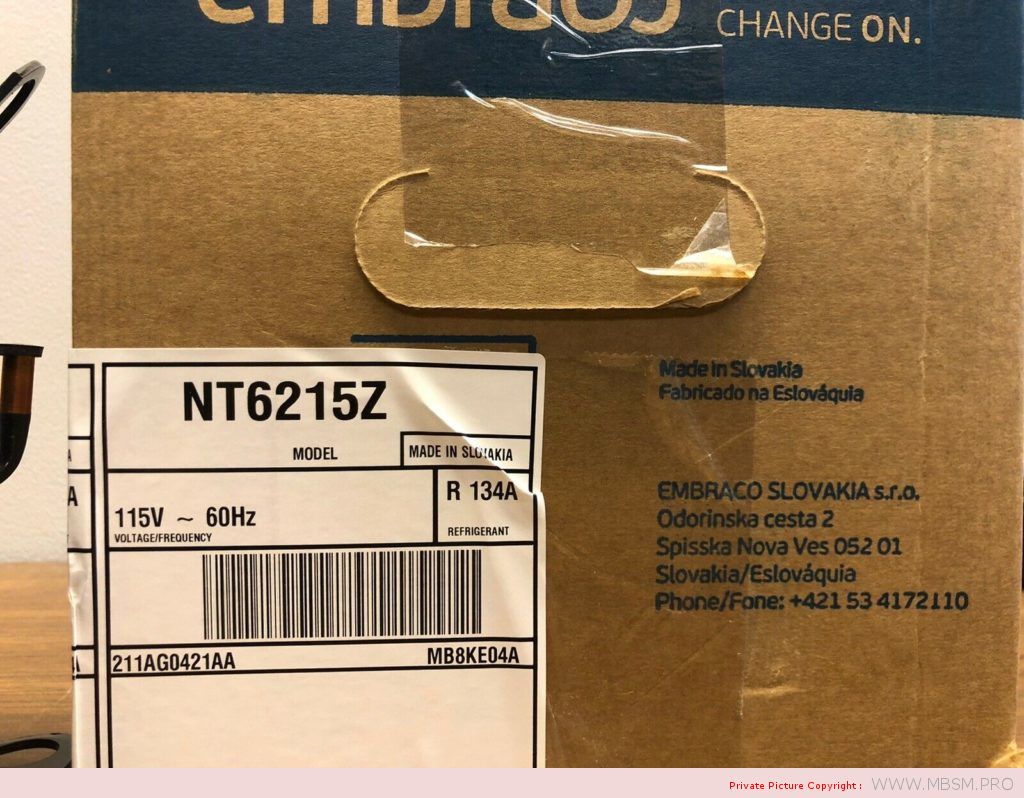 embraco
CHANGE ON.
NT6215Z
MODEL
MADE IN SLOVAKIA
115V ~ 60Hz
VOLTAGE/FREQUENCY
R 134A
REFRIGERANT
211AG0421AA
MB8KE04A
Made in Slovakia
Fabricado na Eslováquia
EMBRACO SLOVAKIA s.r.o.
Odorinska cesta 2
Spisska Nova Ves 052 01
Slovakia/Eslováquia
Phone/Fone: +421 53 4172110
Private Picture Copyright : WWW.MBSM.PRO